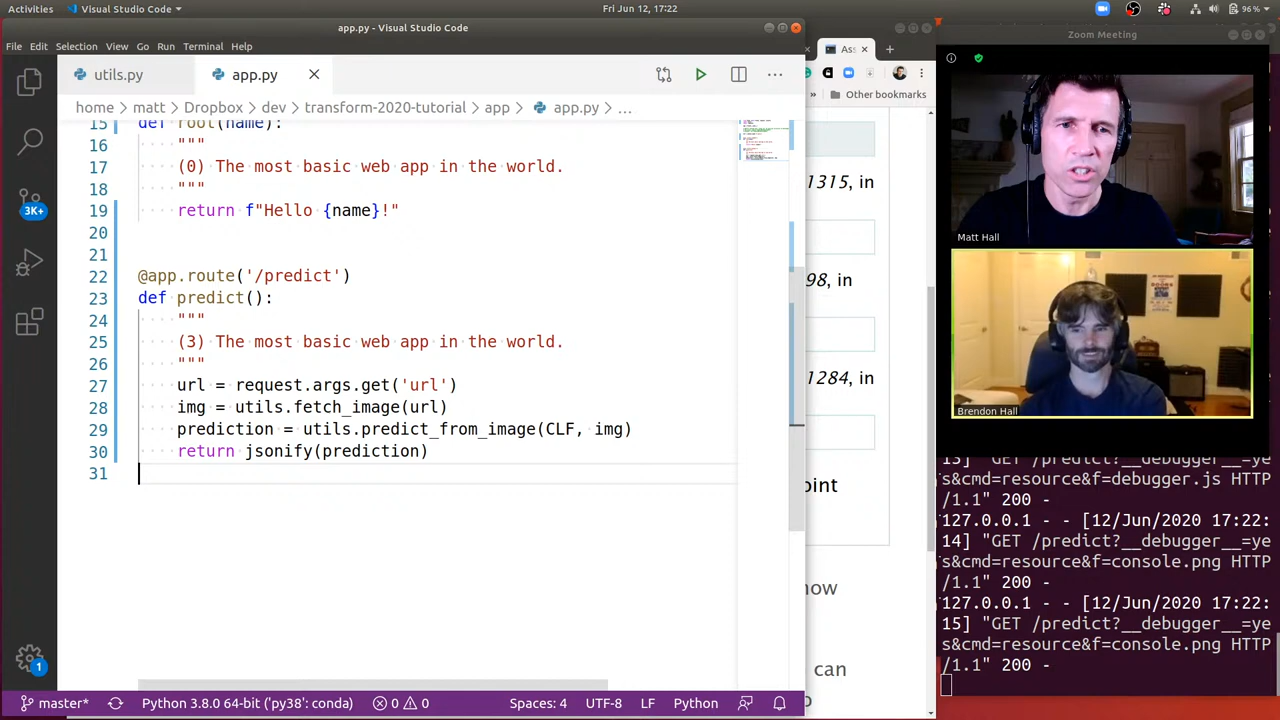 Activities
Visual Studio Code
Fri Jun 12, 17:22
96%
app.py - Visual Studio Code
File Edit Selection View Go Run Terminal Help
utils.py
app.py
home > matt > Dropbox > dev > transform-2020-tutorial > app > app.py > ...
15 def root(name):
16 """
17 (0) The most basic web app in the world.
18 """
19 return f"Hello {name}!"
20
21
22 @app.route('/predict')
23 def predict():
24 """
25 (3) The most basic web app in the world.
26 """
27 url = request.args.get('url')
28 img = utils.fetch_image(url)
29 prediction = utils.predict_from_image(CLF, img)
30 return jsonify(prediction)
31
3K+
1
master*
Python 3.8.0 64-bit ('py38': conda)
0
0
Spaces: 4
UTF-8
LF
Python
Ass
Other bookmarks
1315, in
98, in
1284, in
oint
now
can
Zoom Meeting
Matt Hall
Brendon Hall
13] "GET /predict?__debugger__=ye
s&cmd=resource&f=debugger.js HTTP
/1.1" 200 -
127.0.0.1 - - [12/Jun/2020 17:22:
14] "GET /predict?__debugger__=ye
s&cmd=resource&f=console.png HTTP
/1.1" 200 -
127.0.0.1 - - [12/Jun/2020 17:22:
15] "GET /predict?__debugger__=ye
s&cmd=resource&f=console.png HTTP
/1.1" 200 -